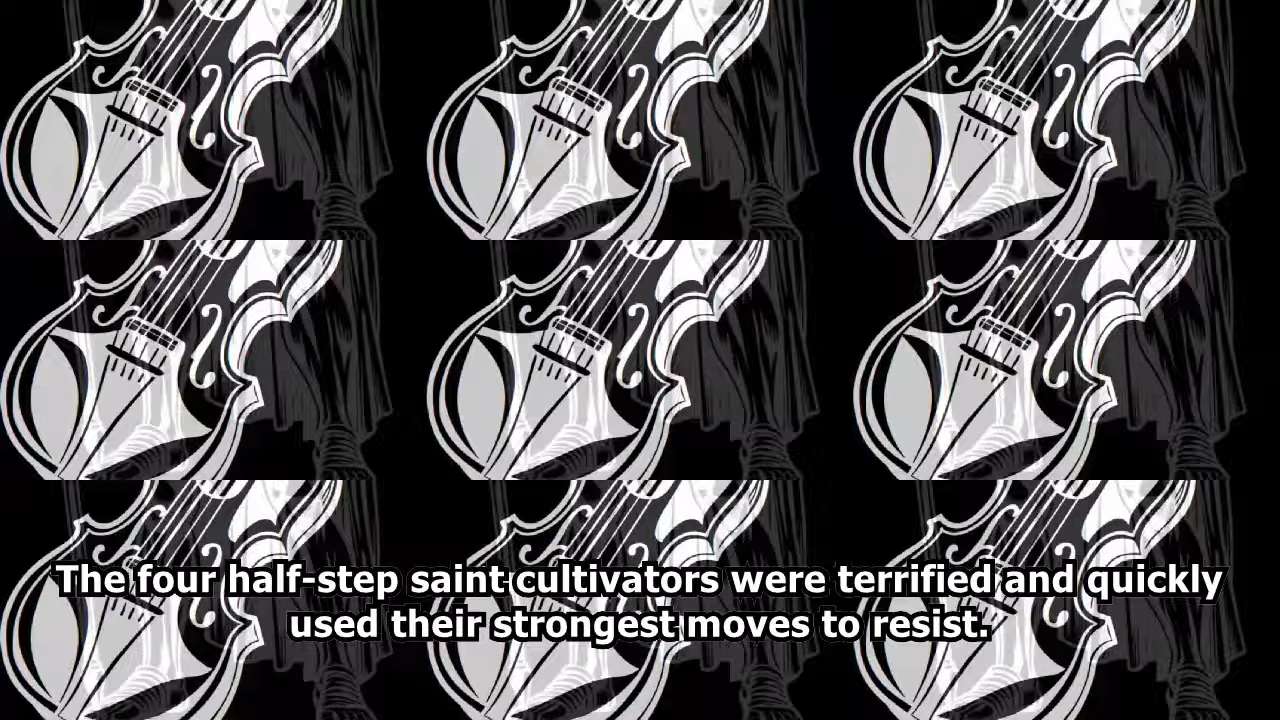 The four half-step saint cultivators were terrified and quickly
used their strongest moves to resist.